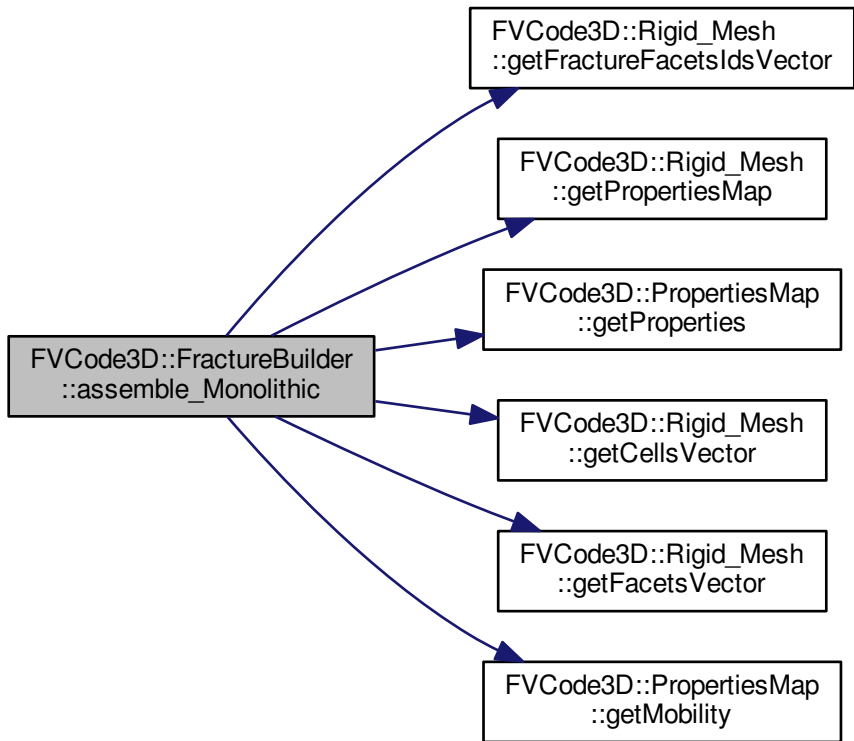 FVCode3D::Rigid_Mesh
::getFractureFacetsIdsVector
FVCode3D::Rigid_Mesh
::getPropertiesMap
FVCode3D::PropertiesMap
::getProperties
FVCode3D::FractureBuilder
::assemble_Monolithic
FVCode3D::Rigid_Mesh
::getCellsVector
FVCode3D::Rigid_Mesh
::getFacetsVector
FVCode3D::PropertiesMap
::getMobility